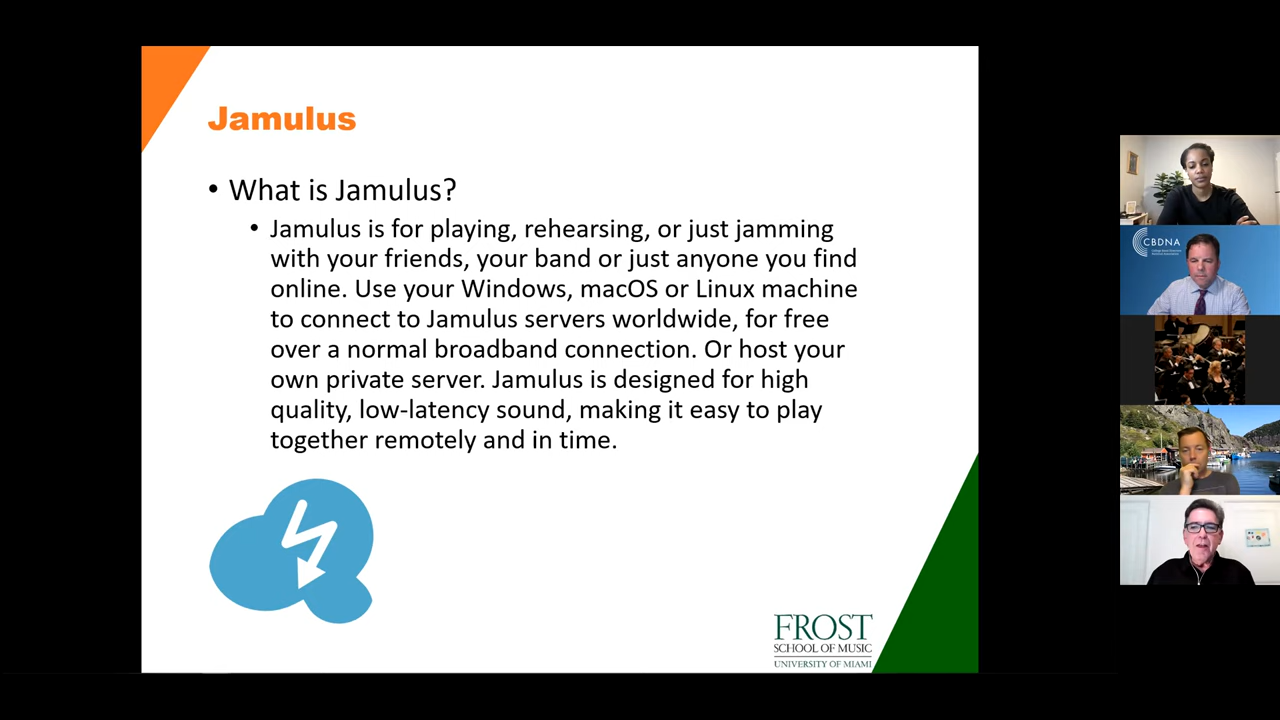 Jamulus
• What is Jamulus?
• Jamulus is for playing, rehearsing, or just jamming
with your friends, your band or just anyone you find
online. Use your Windows, macOS or Linux machine
to connect to Jamulus servers worldwide, for free
over a normal broadband connection. Or host your
own private server. Jamulus is designed for high
quality, low-latency sound, making it easy to play
together remotely and in time.
FROST
SCHOOL OF MUSIC
UNIVERSITY OF MIAMI
CBDNA